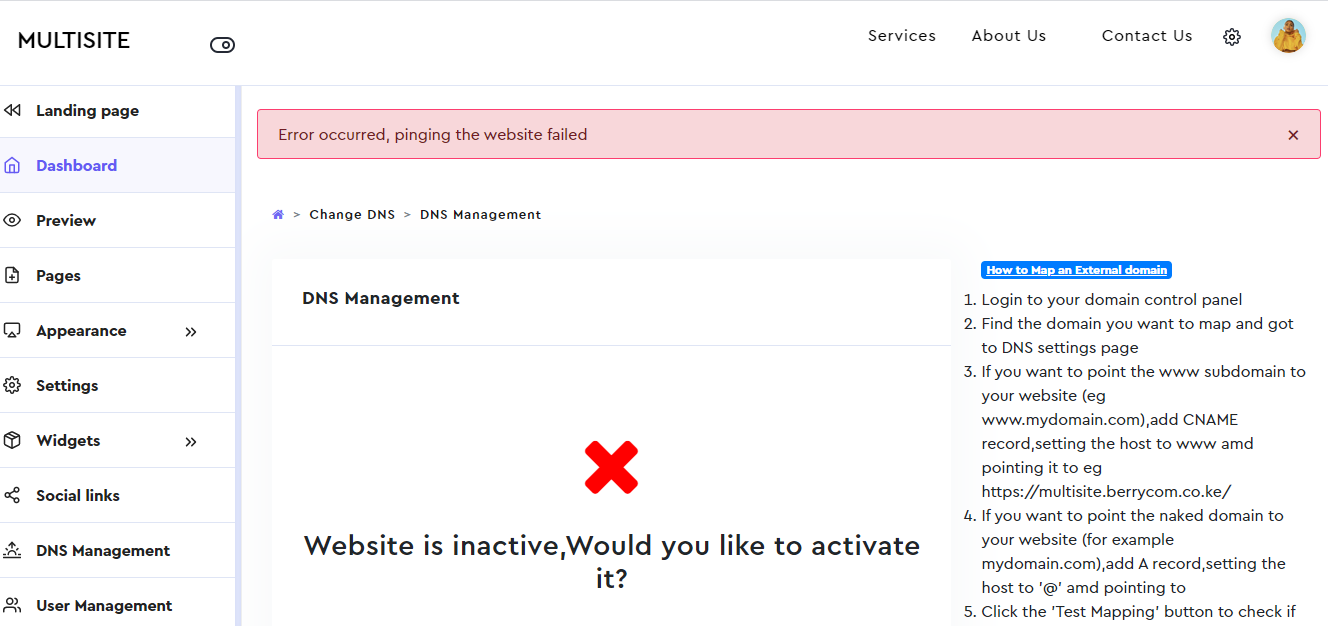 MULTISITE
Services
About Us
Contact Us
Landing page
Dashboard
Preview
Pages
Appearance
Settings
Widgets
Social links
DNS Management
User Management
Error occurred, pinging the website failed
> Change DNS > DNS Management
DNS Management
Website is inactive,Would you like to activate
it?
How to Map an External domain
1. Login to your domain control panel
2. Find the domain you want to map and got
to DNS settings page
3. If you want to point the www subdomain to
your website (eg
www.mydomain.com),add CNAME
record,setting the host to www amd
pointing it to eg
https://multisite.berrycom.co.ke/
4. If you want to point the naked domain to
your website (for example
mydomain.com),add A record,setting the
host to '@' amd pointing to
5. Click the 'Test Mapping' button to check if